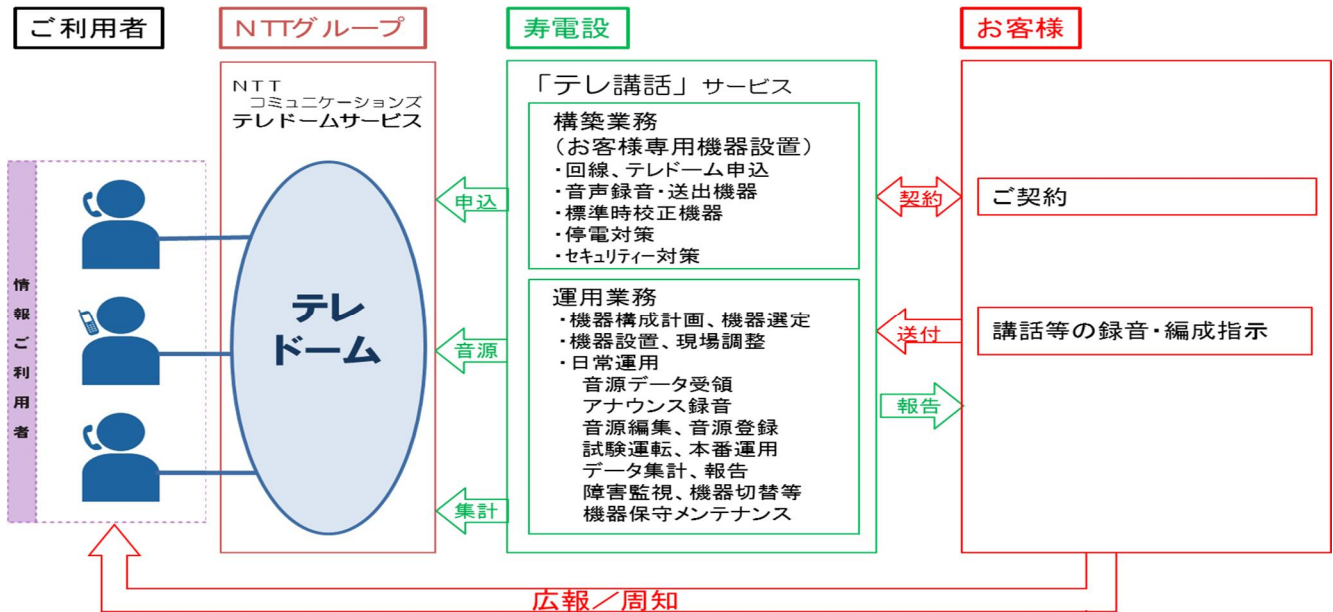 ご利用者
NTTグループ
寿電設
お客様
NTT
コミュニケーションズ
テレドームサービス
「テレ講話」サービス
構築業務
(お客様専用機器設置)
・回線、テレドーム申込
・音声録音・送出機器
・標準時校正機器
・停電対策
・セキュリティー対策
申込
契約
ご契約
情報ご利用者
テレ
ドーム
運用業務
・機器構成計画、機器選定
・機器設置、現場調整
・日常運用
音源データ受領
アナウンス録音
音源編集、音源登録
試験運転、本番運用
データ集計、報告
障害監視、機器切替等
機器保守メンテナンス
音源
送付
講話等の録音・編成指示
報告
集計
広報／周知